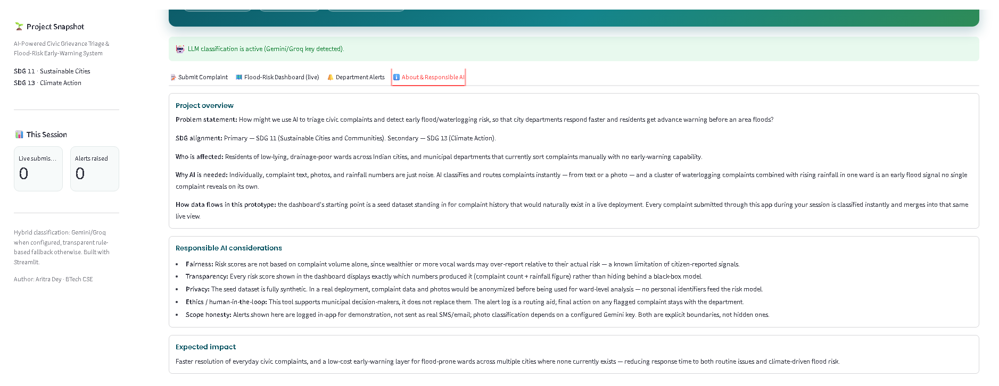 Project Snapshot
AI-Powered Civic Grievance Triage &
Flood-Risk Early-Warning System
SDG 11 · Sustainable Cities
SDG 13 · Climate Action
This Session
Live submis...
0
Alerts raised
0
Hybrid classification: Gemini/Groq
when configured, transparent rule-
based fallback otherwise. Built with
Streamlit.
Author: Aritra Dey · BTech CSE
LLM classification is active (Gemini/Groq key detected).
Submit Complaint
Flood-Risk Dashboard (live)
Department Alerts
About & Responsible AI
Project overview
Problem statement: How might we use AI to triage civic complaints and detect early flood/waterlogging risk, so that city departments respond faster and residents get advance warning before an area floods?
SDG alignment: Primary — SDG 11 (Sustainable Cities and Communities). Secondary — SDG 13 (Climate Action).
Who is affected: Residents of low-lying, drainage-poor wards across Indian cities, and municipal departments that currently sort complaints manually with no early-warning capability.
Why AI is needed: Individually, complaint text, photos, and rainfall numbers are just noise. AI classifies and routes complaints instantly — from text or a photo — and a cluster of waterlogging complaints combined with rising rainfall in one ward is an early flood signal no single
complaint reveals on its own.
How data flows in this prototype: the dashboard's starting point is a seed dataset standing in for complaint history that would naturally exist in a live deployment. Every complaint submitted through this app during your session is classified instantly and merges into that same
live view.
Responsible AI considerations
• Fairness: Risk scores are not based on complaint volume alone, since wealthier or more vocal wards may over-report relative to their actual risk — a known limitation of citizen-reported signals.
• Transparency: Every risk score shown in the dashboard displays exactly which numbers produced it (complaint count + rainfall figure) rather than hiding behind a black-box model.
• Privacy: The seed dataset is fully synthetic. In a real deployment, complaint data and photos would be anonymized before being used for ward-level analysis — no personal identifiers feed the risk model.
• Ethics / human-in-the-loop: This tool supports municipal decision-makers, it does not replace them. The alert log is a routing aid; final action on any flagged complaint stays with the department.
• Scope honesty: Alerts shown here are logged in-app for demonstration, not sent as real SMS/email; photo classification depends on a configured Gemini key. Both are explicit boundaries, not hidden ones.
Expected impact
Faster resolution of everyday civic complaints, and a low-cost early-warning layer for flood-prone wards across multiple cities where none currently exists — reducing response time to both routine issues and climate-driven flood risk.